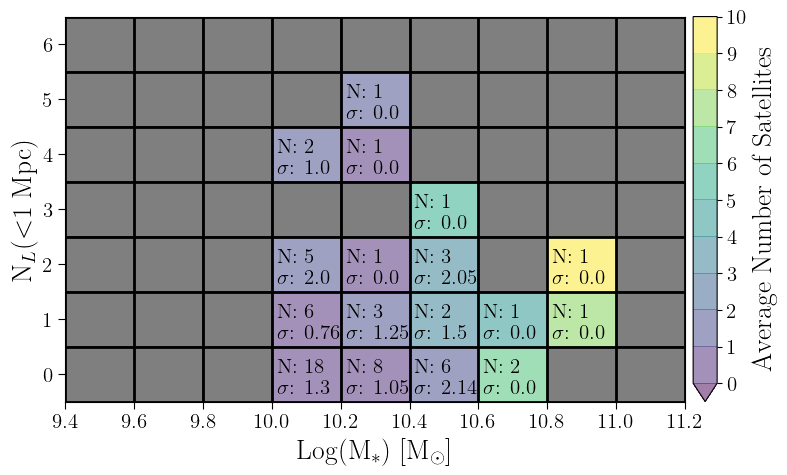 N_L(<1 Mpc)
6
5
4
3
2
1
0
N: 1
σ: 0.0
N: 2
σ: 1.0
N: 1
σ: 0.0
N: 1
σ: 0.0
N: 5
σ: 2.0
N: 1
σ: 0.0
N: 3
σ: 2.05
N: 1
σ: 0.0
N: 6
σ: 0.76
N: 3
σ: 1.25
N: 2
σ: 1.5
N: 1
σ: 0.0
N: 1
σ: 0.0
N: 18
σ: 1.3
N: 8
σ: 1.05
N: 6
σ: 2.14
N: 2
σ: 0.0
9.4 9.6 9.8 10.0 10.2 10.4 10.6 10.8 11.0 11.2
Log(M_*) [M_⊙]
10
9
8
7
6
5
4
3
2
1
0
Average Number of Satellites